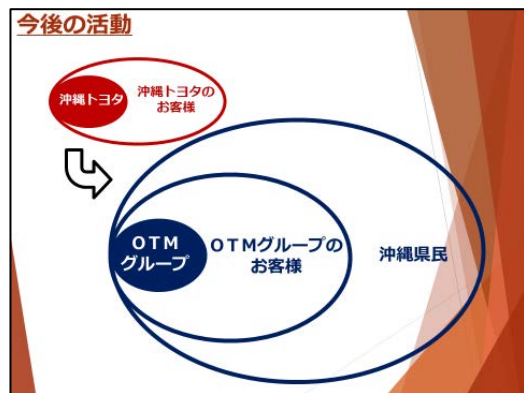 今後の活動
沖縄トヨタ
沖縄トヨタの
お客様
OTM
グループ
OTMグループの
お客様
沖縄県民